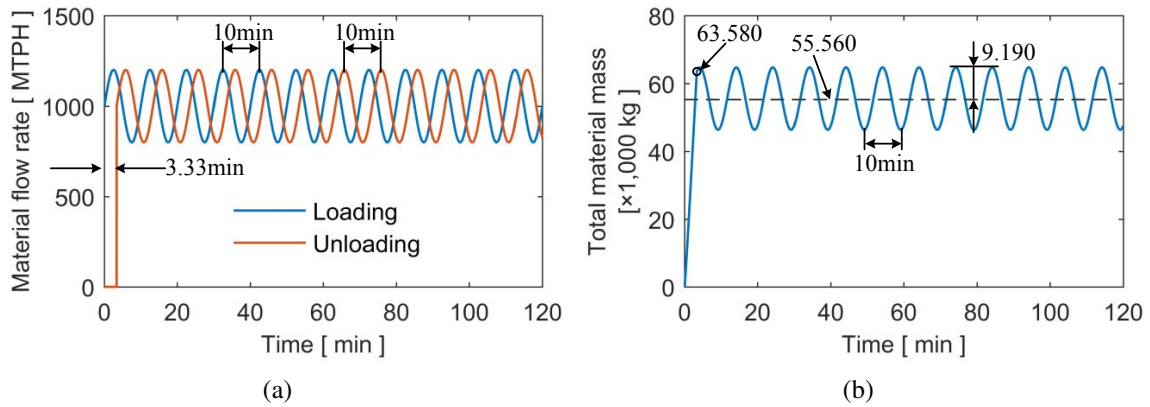 Material flow rate [ MTPH ]
1500
1000
500
0
10min
10min
3.33min
Loading
Unloading
0 20 40 60 80 100 120
Time [ min ]
(a)
Total material mass
[×1,000 kg]
80
60
40
20
0
63.580
55.560
9.190
10min
0 20 40 60 80 100 120
Time [ min ]
(b)